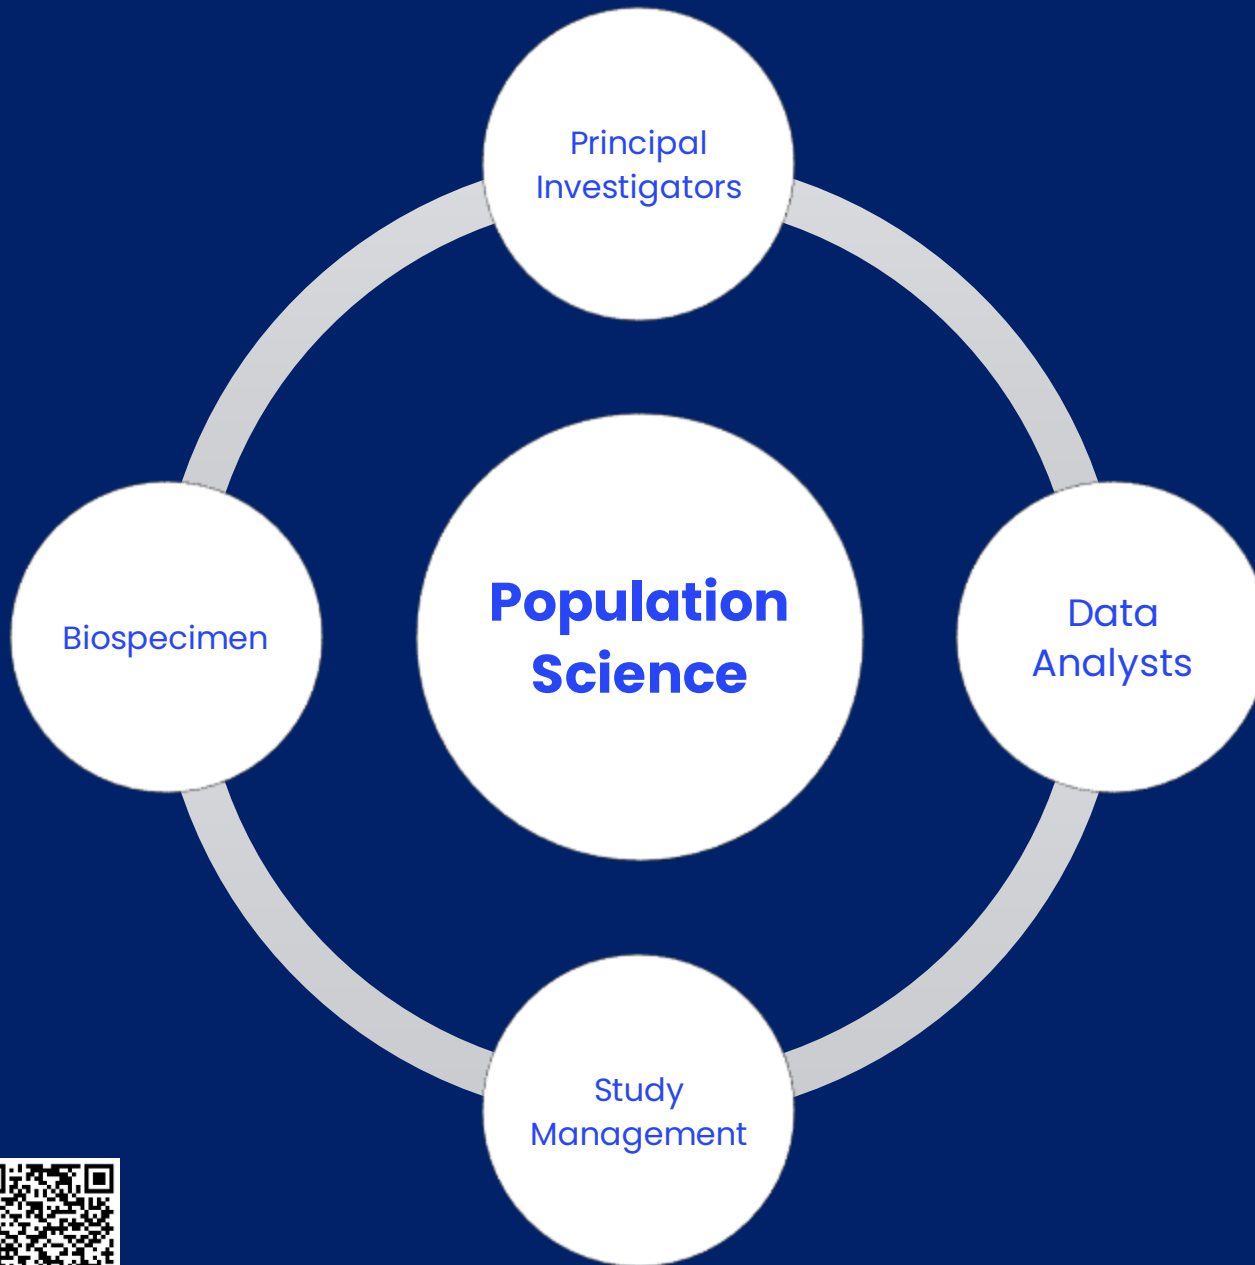 Principal
Investigators
Biospecimen
Population
Science
Data
Analysts
Study
Management